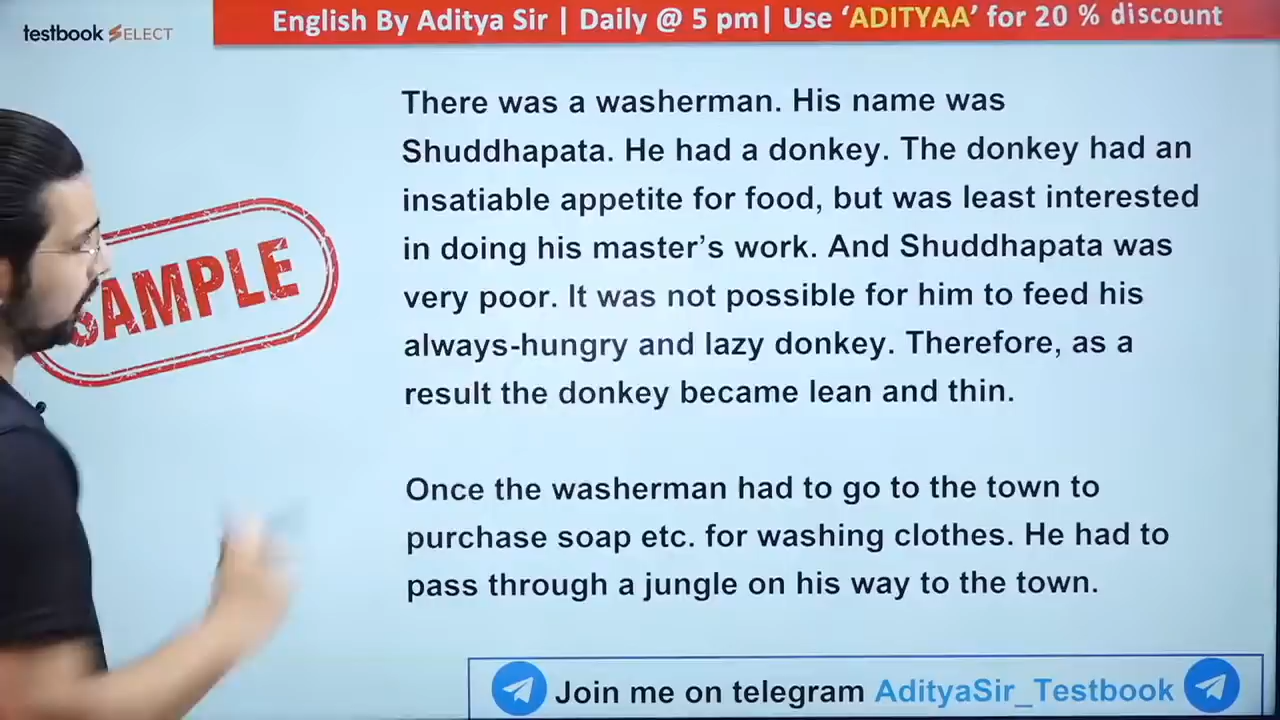 testbook SELECT
English By Aditya Sir | Daily @ 5 pm| Use ‘ADITYAA’ for 20 % discount
There was a washerman. His name was
Shuddhapata. He had a donkey. The donkey had an
insatiable appetite for food, but was least interested
in doing his master’s work. And Shuddhapata was
very poor. It was not possible for him to feed his
always-hungry and lazy donkey. Therefore, as a
result the donkey became lean and thin.
SAMPLE
Once the washerman had to go to the town to
purchase soap etc. for washing clothes. He had to
pass through a jungle on his way to the town.
Join me on telegram AdityaSir_Testbook